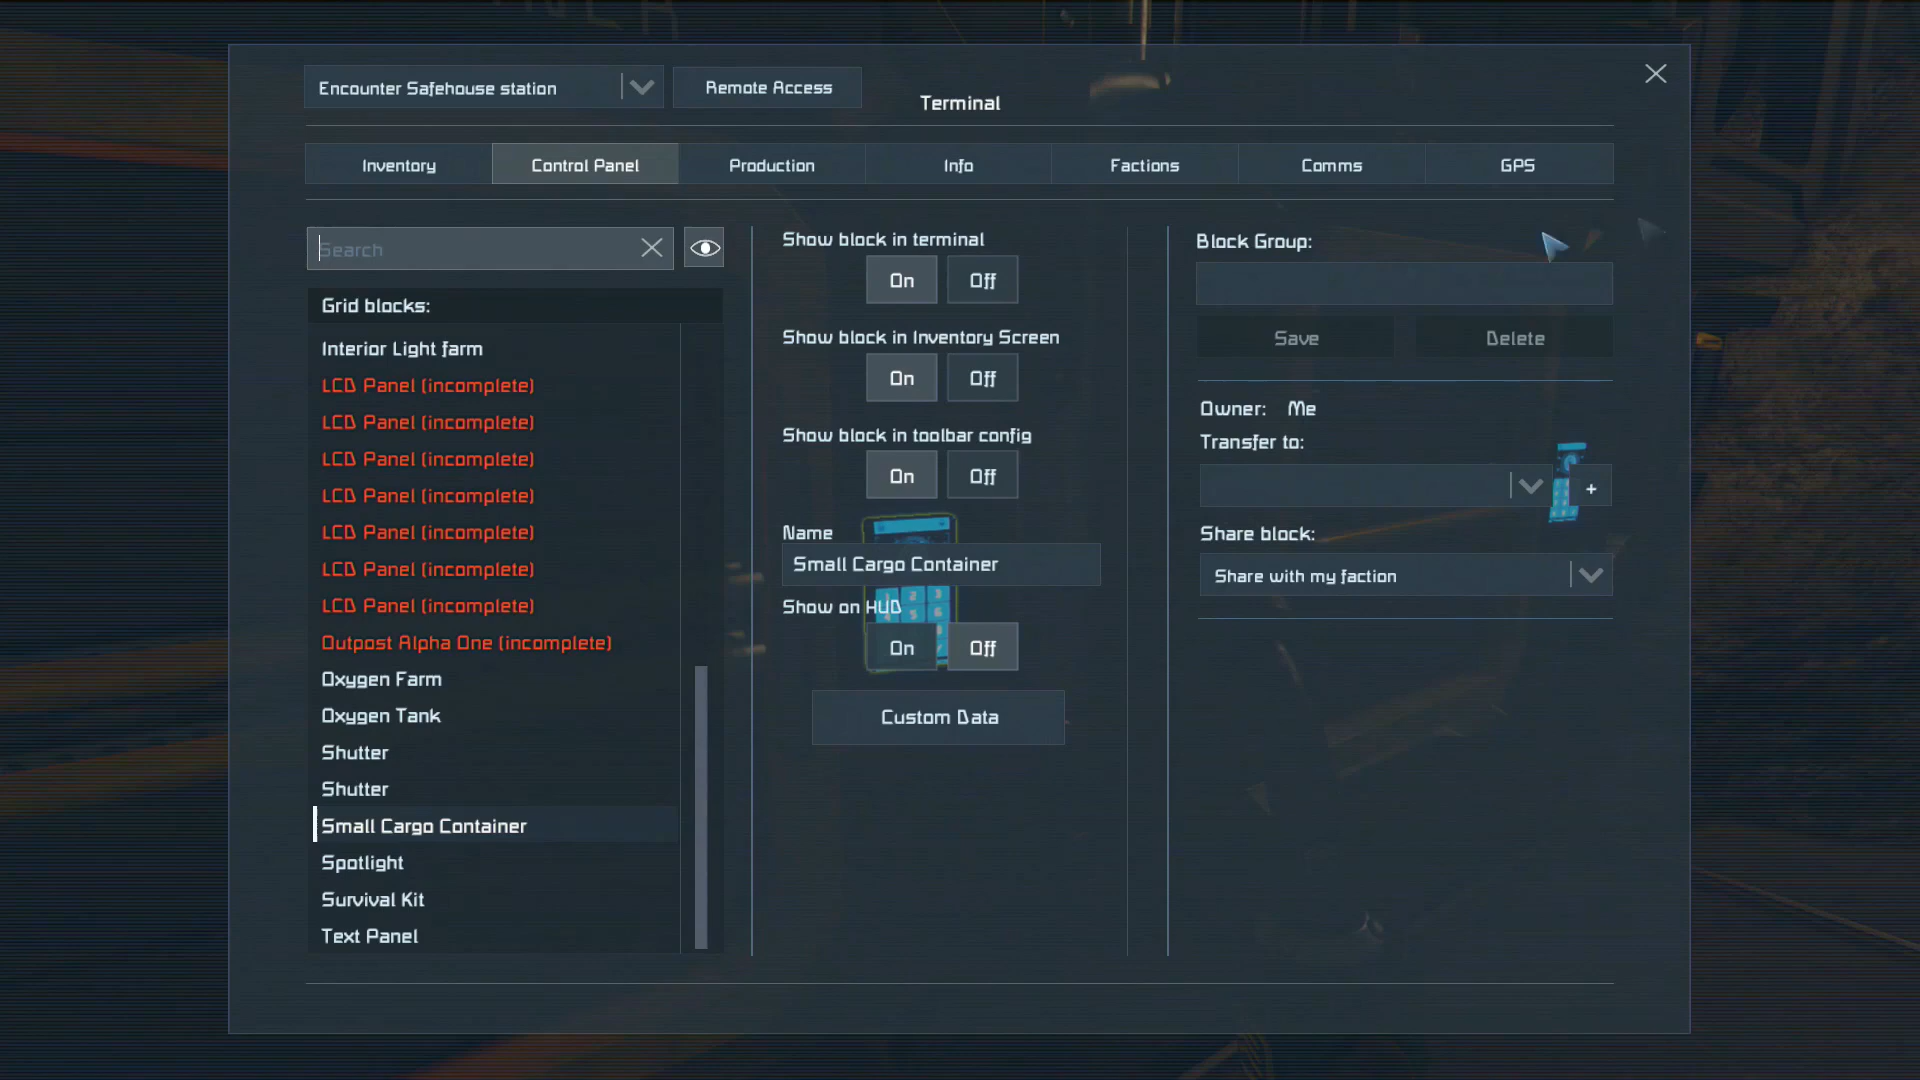 Encounter Safehouse station
Remote Access
Terminal
Inventory
Control Panel
Production
Info
Factions
Comms
GPS
Search
Grid blocks:
Interior Light farm
LCD Panel (incomplete)
LCD Panel (incomplete)
LCD Panel (incomplete)
LCD Panel (incomplete)
LCD Panel (incomplete)
LCD Panel (incomplete)
LCD Panel (incomplete)
Outpost Alpha One (incomplete)
Oxygen Farm
Oxygen Tank
Shutter
Shutter
Small Cargo Container
Spotlight
Survival Kit
Text Panel
Show block in terminal
On
Off
Show block in Inventory Screen
On
Off
Show block in toolbar config
On
Off
Name
Small Cargo Container
Show on HUD
On
Off
Custom Data
Block Group:
Save
Delete
Owner: Me
Transfer to:
+
Share block:
Share with my faction